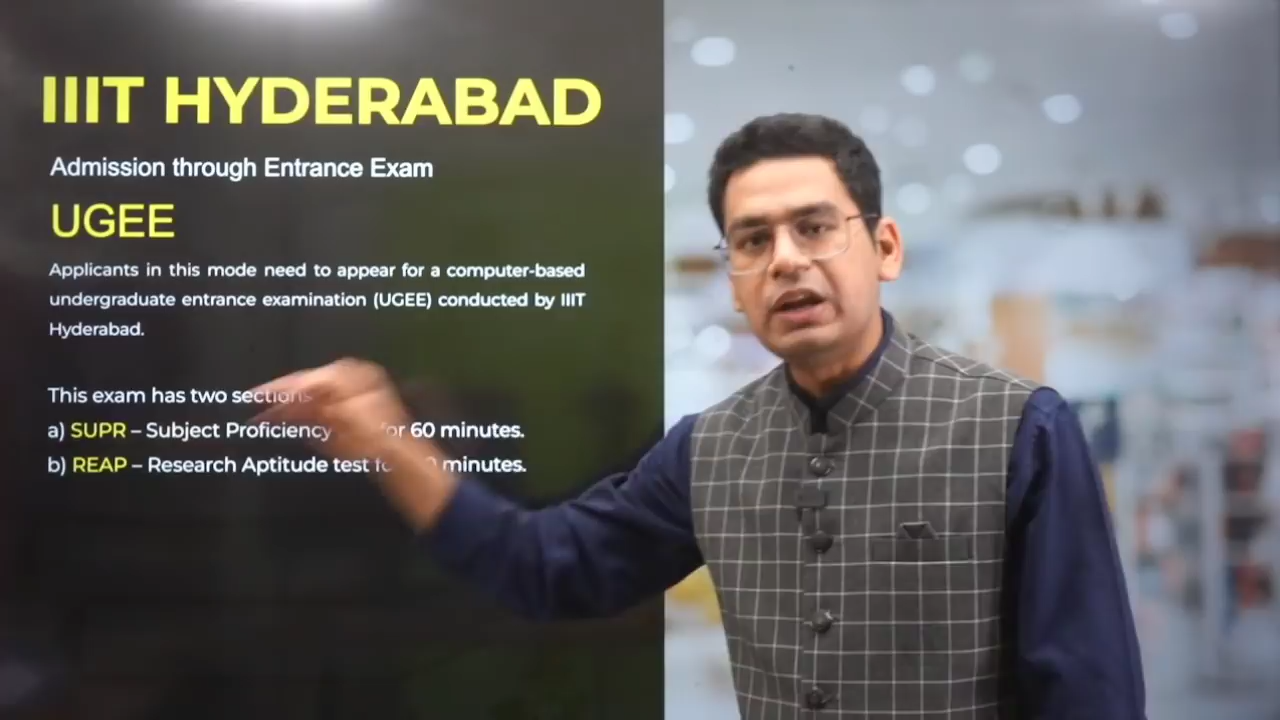 IIIT HYDERABAD
Admission through Entrance Exam
UGEE
Applicants in this mode need to appear for a computer-based
undergraduate entrance examination (UGEE) conducted by IIIT
Hyderabad.
This exam has two sections
a) SUPR – Subject Proficiency for 60 minutes.
b) REAP – Research Aptitude test minutes.